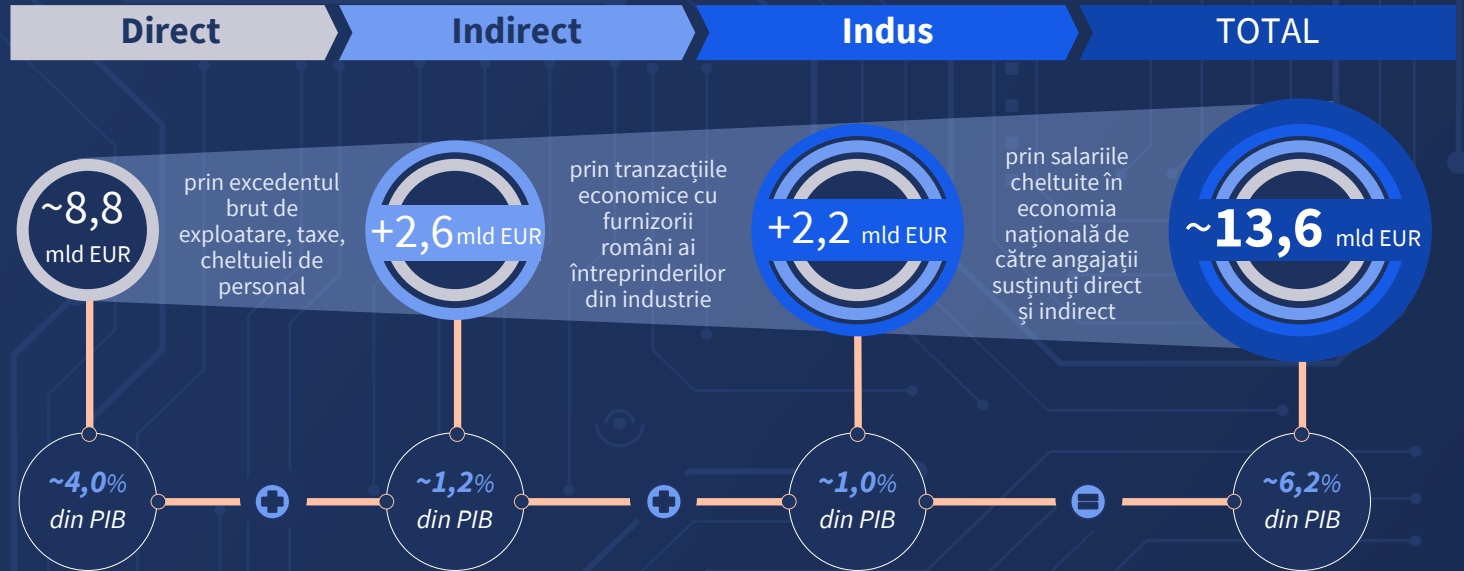 Direct
Indirect
Indus
TOTAL
~8,8
mld EUR
prin excedentul
brut de
exploatare, taxe,
cheltuieli de
personal
+2,6 mld EUR
prin tranzacțiile
economice cu
furnizorii
români ai
întreprinderilor
din industrie
+2,2 mld EUR
prin salariile
cheltuite în
economia
națională de
către angajații
susținuți direct
și indirect
~13,6 mld EUR
~4,0%
din PIB
~1,2%
din PIB
~1,0%
din PIB
~6,2%
din PIB